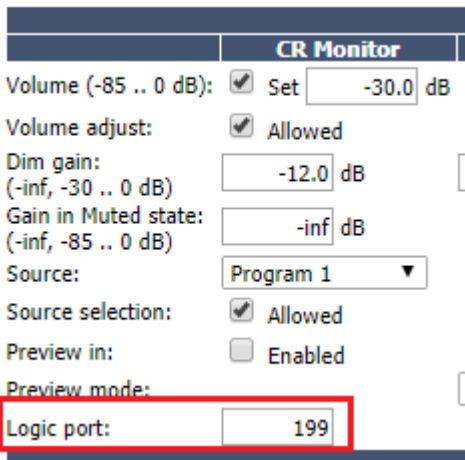 CR Monitor
Volume (-85 .. 0 dB): Set -30.0 dB
Volume adjust: Allowed
Dim gain:
(-inf, -30 .. 0 dB) -12.0 dB
Gain in Muted state:
(-inf, -85 .. 0 dB) -inf dB
Source: Program 1
Source selection: Allowed
Preview in: Enabled
Preview mode:
Logic port: 199